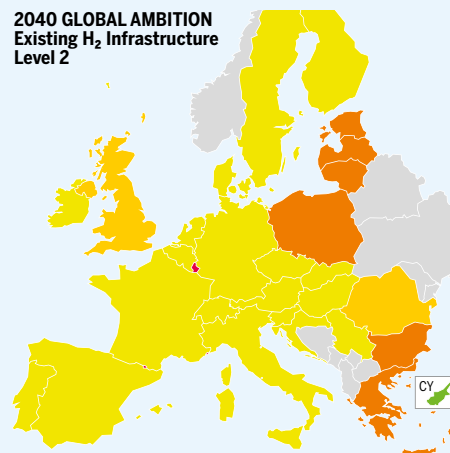 2040 GLOBAL AMBITION
Existing H₂ Infrastructure
Level 2
CY